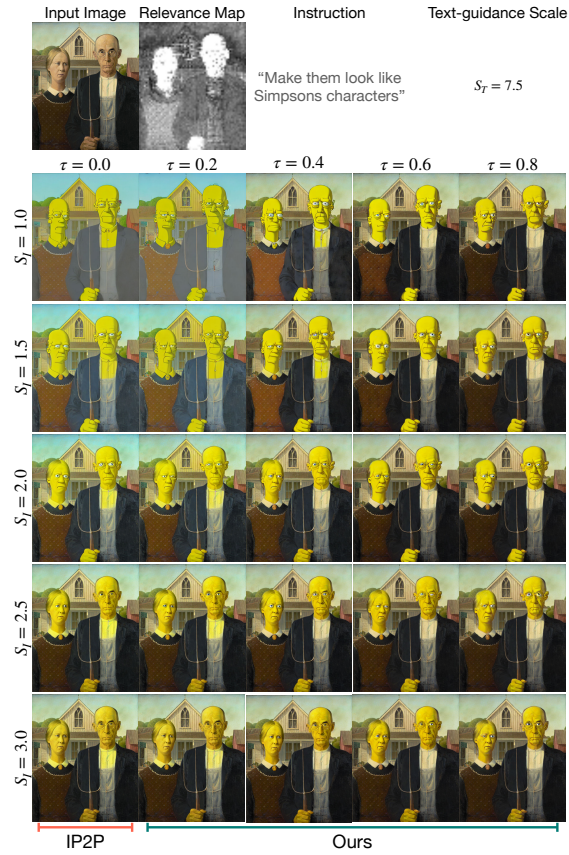 Input Image Relevance Map Instruction Text-guidance Scale
“Make them look like
Simpsons characters”
S_T = 7.5
τ = 0.0 τ = 0.2 τ = 0.4 τ = 0.6 τ = 0.8
S_I = 1.0
S_I = 1.5
S_I = 2.0
S_I = 2.5
S_I = 3.0
IP2P Ours